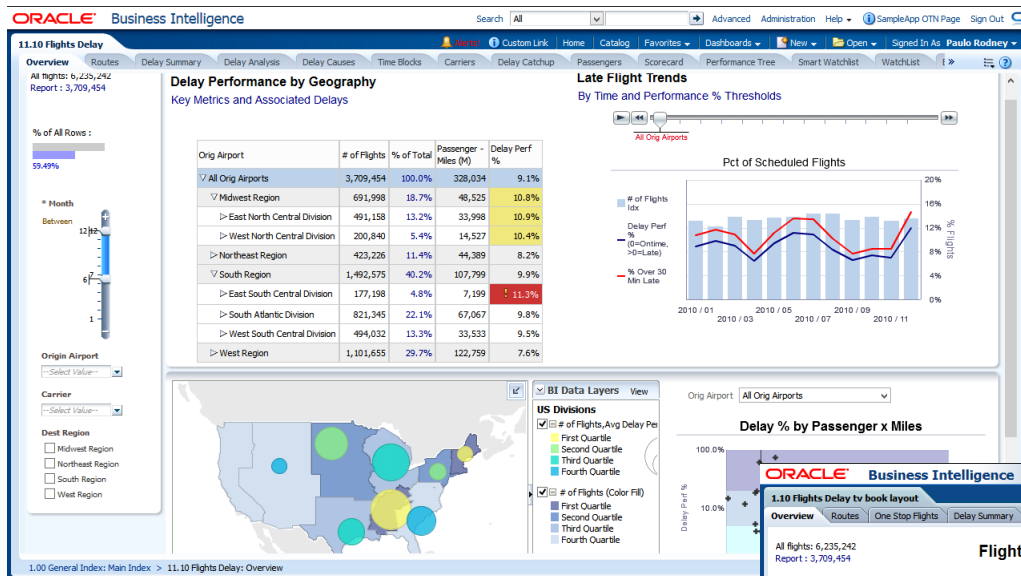 ORACLE Business Intelligence
Search All Advanced Administration Help SampleApp OTN Page Sign Out
11.10 Flights Delay
Alerts! Custom Link Home Catalog Favorites Dashboards New Open Signed In As Paulo Rodney
Overview Routes Delay Summary Delay Analysis Delay Causes Time Blocks Carriers Delay Catchup Passengers Scorecard Performance Tree Smart Watchlist WatchList
All flights: 6,235,242
Report : 3,709,454
% of All Rows :
59.49%
* Month
Between
12
12
7
6
1
Origin Airport
--Select Value--
Carrier
--Select Value--
Dest Region
Midwest Region
Northeast Region
South Region
West Region
Delay Performance by Geography
Key Metrics and Associated Delays
Orig Airport # of Flights % of Total Passenger - Miles (M) Delay Perf %
All Orig Airports 3,709,454 100.0% 328,034 9.1%
Midwest Region 691,998 18.7% 48,525 10.8%
East North Central Division 491,158 13.2% 33,998 10.9%
West North Central Division 200,840 5.4% 14,527 10.4%
Northeast Region 423,226 11.4% 44,389 8.2%
South Region 1,492,575 40.2% 107,799 9.9%
East South Central Division 177,198 4.8% 7,199 ! 11.3%
South Atlantic Division 821,345 22.1% 67,067 9.8%
West South Central Division 494,032 13.3% 33,533 9.5%
West Region 1,101,655 29.7% 122,759 7.6%
Late Flight Trends
By Time and Performance % Thresholds
All Orig Airports
Pct of Scheduled Flights
# of Flights
Idx
Delay Perf
%
(0=Ontime,
>0=Late)
% Over 30
Min Late
20%
16%
12%
8%
4%
0%
% Flights
2010 / 01 2010 / 05 2010 / 09
2010 / 03 2010 / 07 2010 / 11
BI Data Layers View
US Divisions
# of Flights,Avg Delay Per
First Quartile
Second Quartile
Third Quartile
Fourth Quartile
# of Flights (Color Fill)
First Quartile
Second Quartile
Third Quartile
Fourth Quartile
Orig Airport All Orig Airports
Delay % by Passenger x Miles
100.0%
10.0%
Delay Perf %
ORACLE Business Intelligence
1.10 Flights Delay tv book layout
Overview Routes One Stop Flights Delay Summary
All flights: 6,235,242
Report : 3,709,454
Flight
1.00 General Index: Main Index > 11.10 Flights Delay: Overview